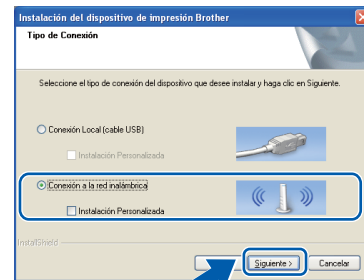 Instalación del dispositivo de impresión Brother
Tipo de Conexión
Seleccione el tipo de conexión del dispositivo que desee instalar y haga clic en Siguiente.
Conexión Local (cable USB)
Instalación Personalizada
Conexión a la red inalámbrica
Instalación Personalizada
InstallShield
Siguiente >
Cancelar